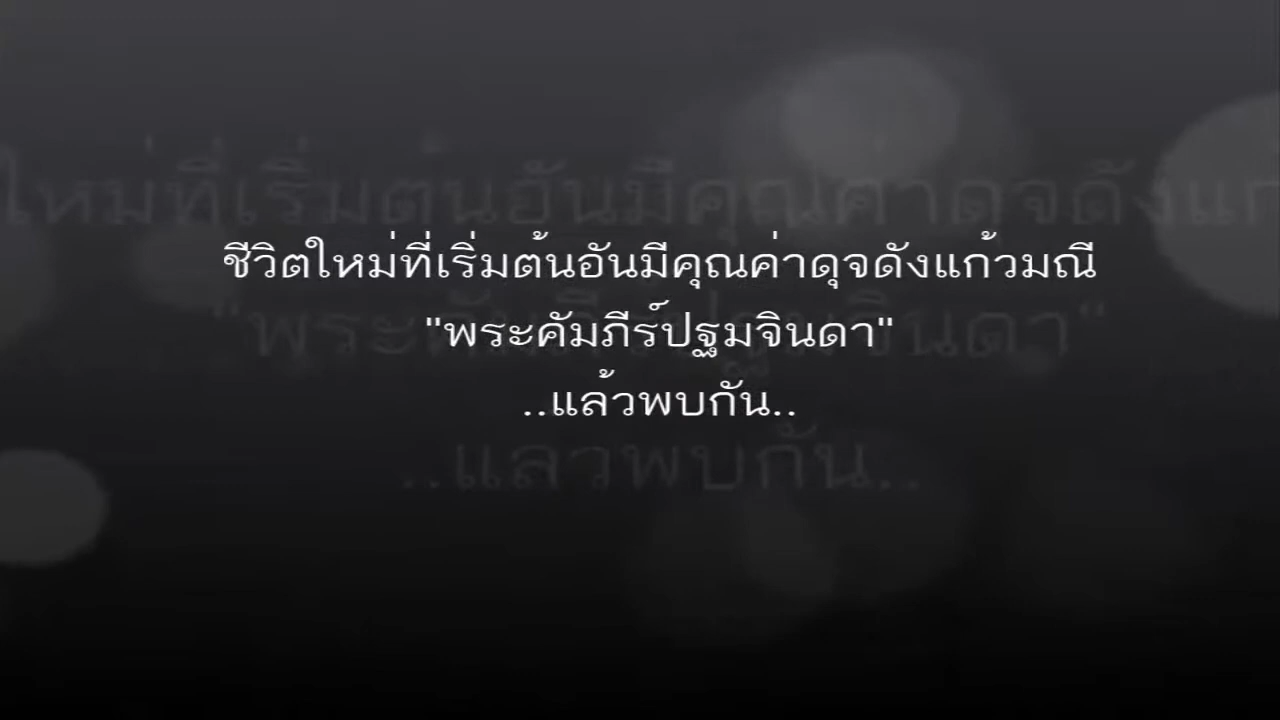 ชีวิตใหม่ที่เริ่มต้นอันมีคุณค่าดุจดังแก้วมณี
"พระคัมภีร์ปฐมจินดา"
..แล้วพบกัน..